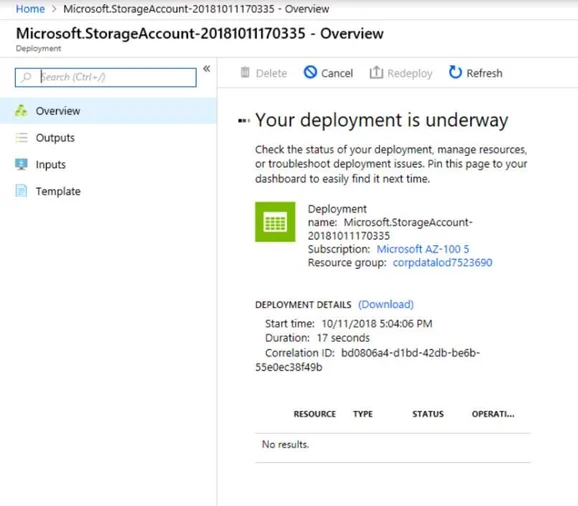 Home > Microsoft.StorageAccount-20181011170335 - Overview
Microsoft.StorageAccount-20181011170335 - Overview
Deployment
Search (Ctrl+/)
«
Delete Cancel Redeploy Refresh
Overview
Outputs
Inputs
Template
Your deployment is underway
Check the status of your deployment, manage resources,
or troubleshoot deployment issues. Pin this page to your
dashboard to easily find it next time.
Deployment
name: Microsoft.StorageAccount-
20181011170335
Subscription: Microsoft AZ-100 5
Resource group: corpdatalod7523690
DEPLOYMENT DETAILS (Download)
Start time: 10/11/2018 5:04:06 PM
Duration: 17 seconds
Correlation ID: bd0806a4-d1bd-42db-be6b-
55e0ec38f49b
RESOURCE TYPE STATUS OPERATI...
No results.